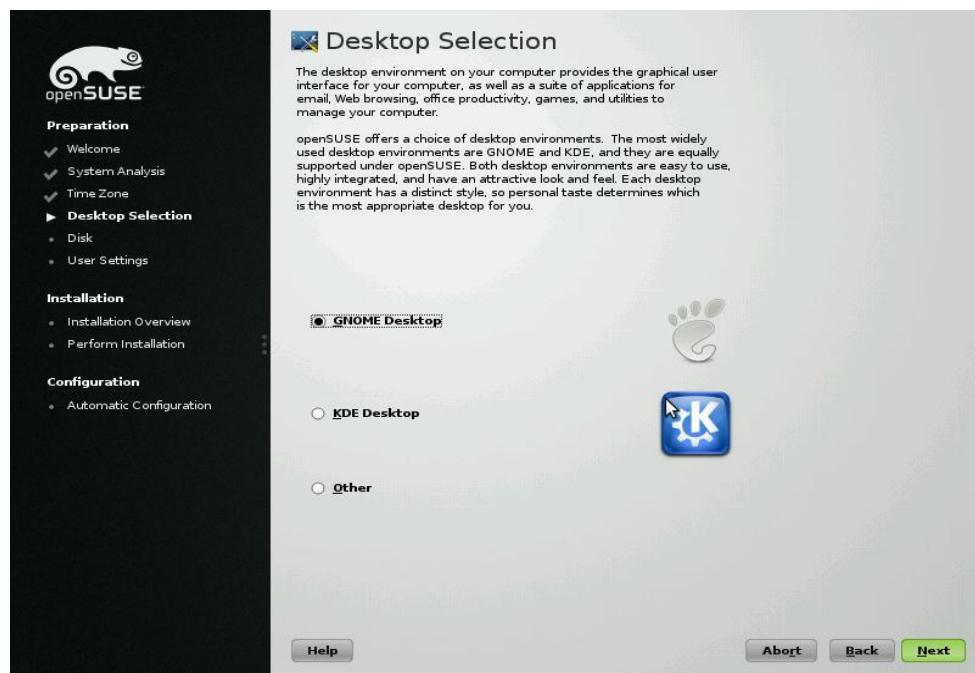 openSUSE
Preparation
Welcome
System Analysis
Time Zone
Desktop Selection
Disk
User Settings
Installation
Installation Overview
Perform Installation
Configuration
Automatic Configuration
Desktop Selection
The desktop environment on your computer provides the graphical user
interface for your computer, as well as a suite of applications for
email, Web browsing, office productivity, games, and utilities to
manage your computer.
openSUSE offers a choice of desktop environments. The most widely
used desktop environments are GNOME and KDE, and they are equally
supported under openSUSE. Both desktop environments are easy to use,
highly integrated, and have an attractive look and feel. Each desktop
environment has a distinct style, so personal taste determines which
is the most appropriate desktop for you.
GNOME Desktop
KDE Desktop
K
Other
Help
Abort
Back
Next